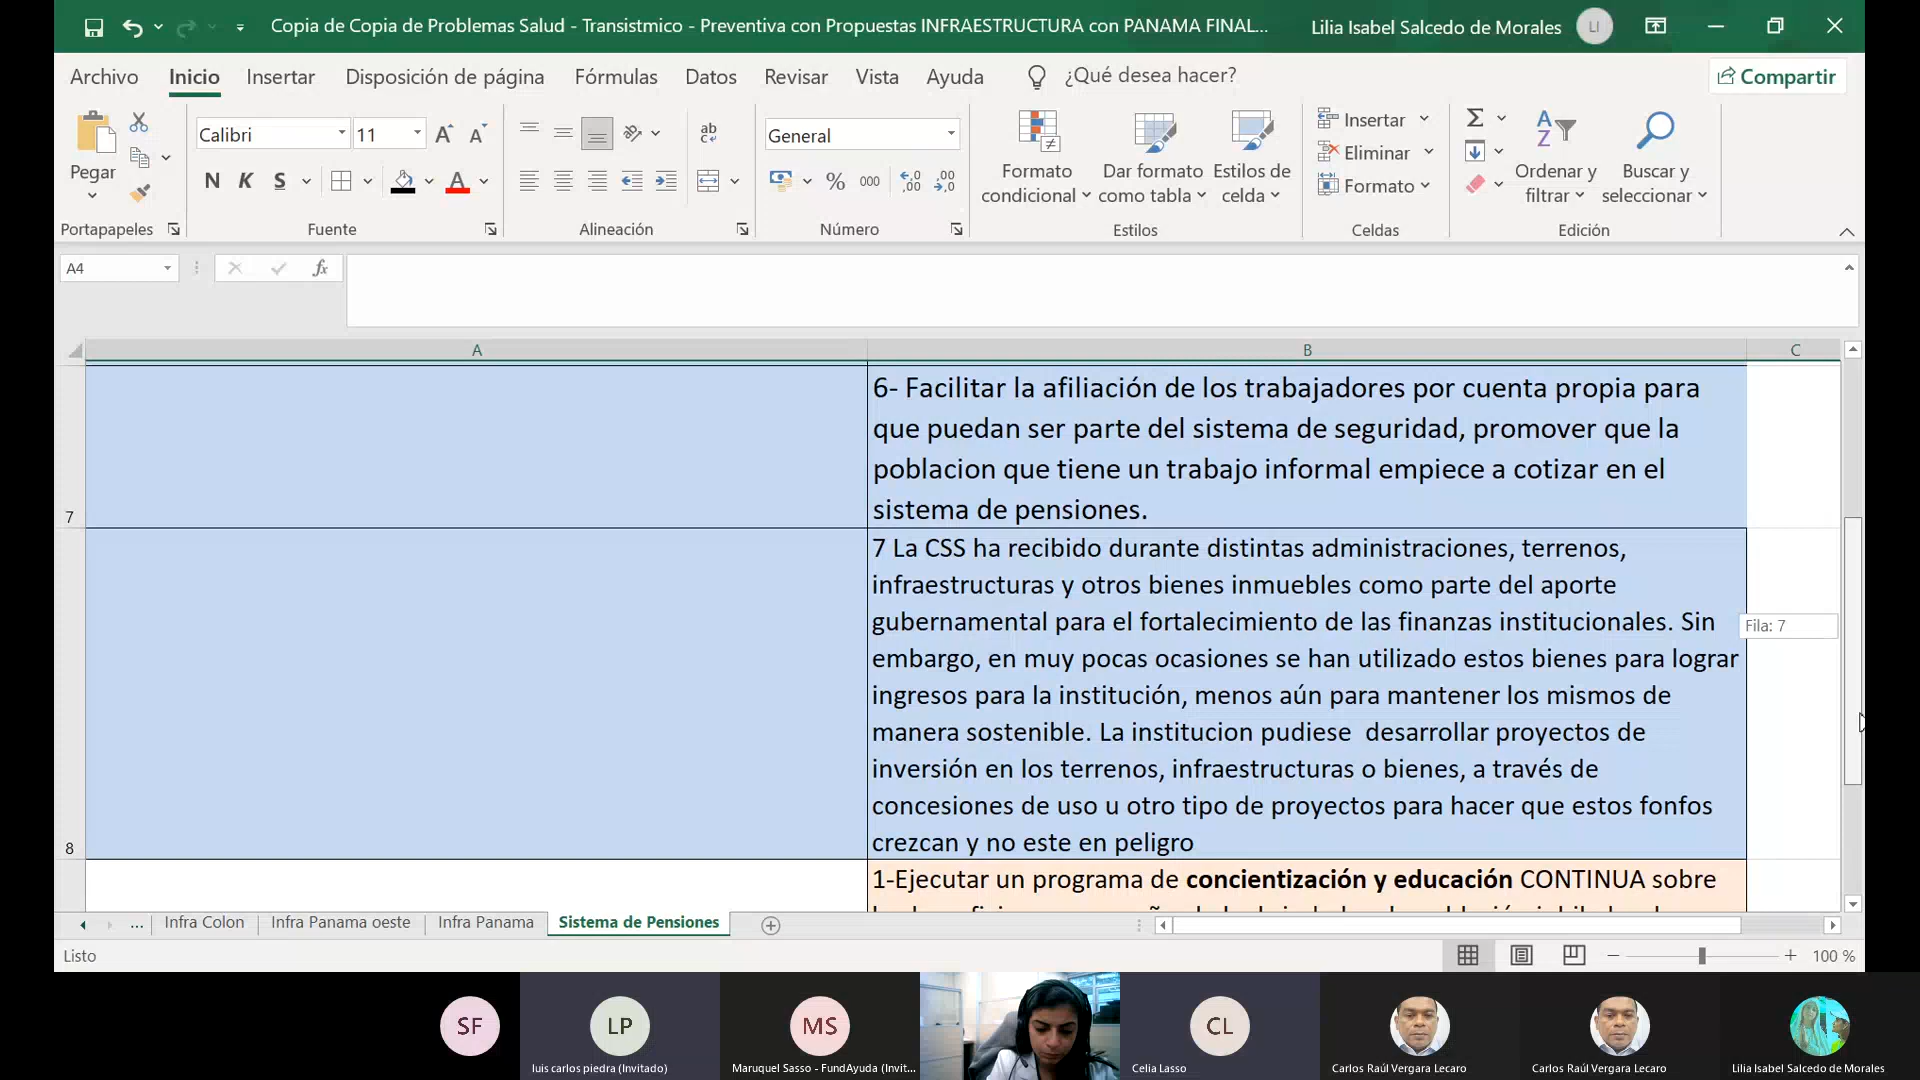 Copia de Copia de Problemas Salud - Transistmico - Preventiva con Propuestas INFRAESTRUCTURA con PANAMA FINAL...
Lilia Isabel Salcedo de Morales
LI
Archivo
Inicio
Insertar
Disposición de página
Fórmulas
Datos
Revisar
Vista
Ayuda
¿Qué desea hacer?
Compartir
Pegar
Portapapeles
Calibri
11
N K S
Fuente
ab
Alineación
General
% 000
Número
Formato condicional
Dar formato como tabla
Estilos de celda
Estilos
Insertar
Eliminar
Formato
Celdas
Ordenar y filtrar
Buscar y seleccionar
Edición
A4
fx
A
B
C
6- Facilitar la afiliación de los trabajadores por cuenta propia para
que puedan ser parte del sistema de seguridad, promover que la
poblacion que tiene un trabajo informal empiece a cotizar en el
sistema de pensiones.
7
7 La CSS ha recibido durante distintas administraciones, terrenos,
infraestructuras y otros bienes inmuebles como parte del aporte
gubernamental para el fortalecimiento de las finanzas institucionales. Sin
embargo, en muy pocas ocasiones se han utilizado estos bienes para lograr
ingresos para la institución, menos aún para mantener los mismos de
manera sostenible. La institucion pudiese desarrollar proyectos de
inversión en los terrenos, infraestructuras o bienes, a través de
concesiones de uso u otro tipo de proyectos para hacer que estos fonfos
crezcan y no este en peligro
8
Fila: 7
1-Ejecutar un programa de concientización y educación CONTINUA sobre
...
Infra Colon
Infra Panama oeste
Infra Panama
Sistema de Pensiones
Listo
100 %
SF
LP
luis carlos piedra (Invitado)
MS
Maruquel Sasso - FundAyuda (Invit...
CL
Celia Lasso
Carlos Raúl Vergara Lecaro
Carlos Raúl Vergara Lecaro
Lilia Isabel Salcedo de Morales